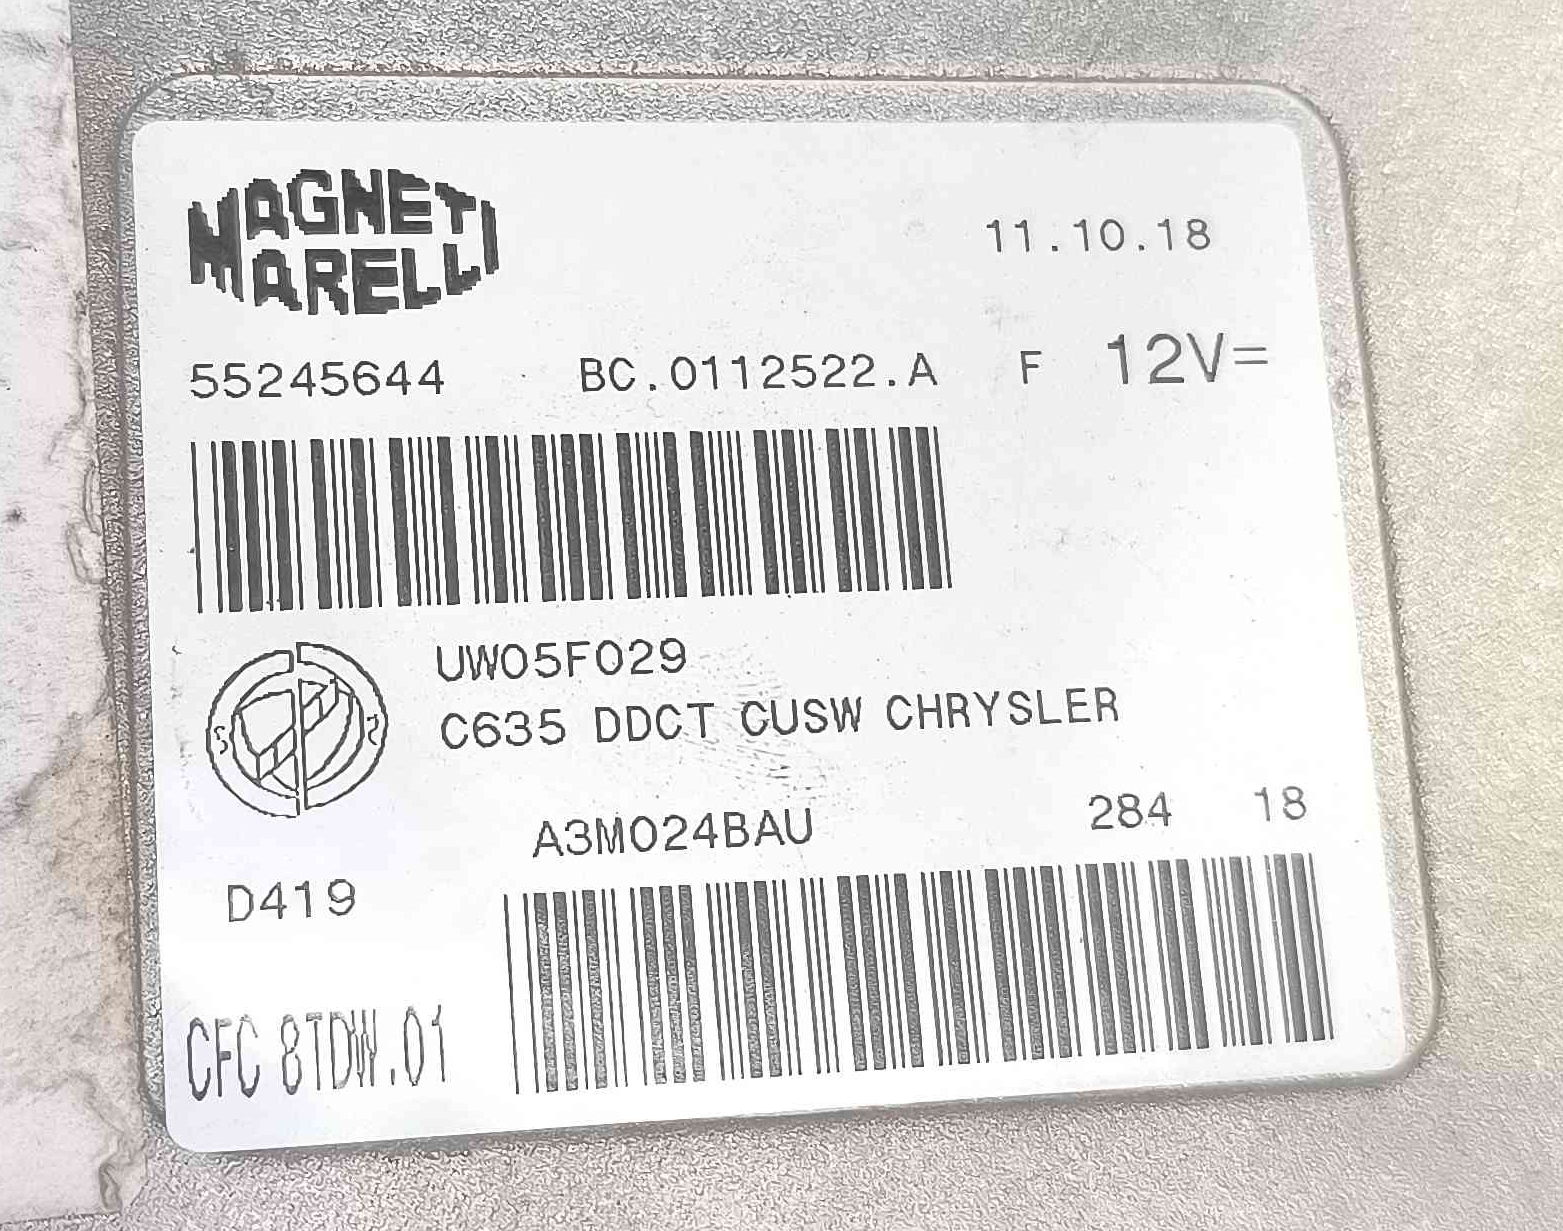 MAGNETI
MARELLI
11.10.18
55245644 BC.0112522.A F 12V=
UW05F029
C635 DDCT CUSW CHRYSLER
A3M024BAU 284 18
D419
CFC 8TDW.01